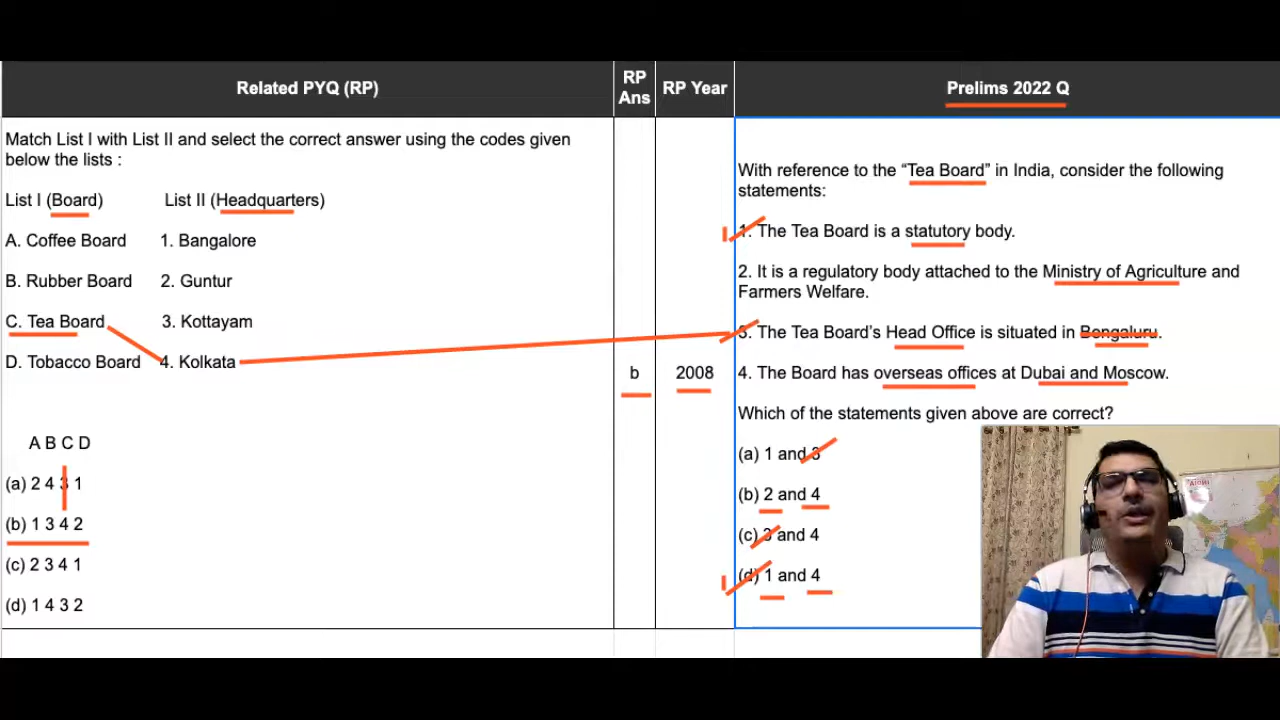 Related PYQ (RP)
RP
Ans
RP Year
Prelims 2022 Q
Match List I with List II and select the correct answer using the codes given
below the lists :
List I (Board) List II (Headquarters)
A. Coffee Board 1. Bangalore
B. Rubber Board 2. Guntur
C. Tea Board 3. Kottayam
D. Tobacco Board 4. Kolkata
A B C D
(a) 2 4 3 1
(b) 1 3 4 2
(c) 2 3 4 1
(d) 1 4 3 2
b
2008
With reference to the “Tea Board” in India, consider the following
statements:
1. The Tea Board is a statutory body.
2. It is a regulatory body attached to the Ministry of Agriculture and
Farmers Welfare.
3. The Tea Board’s Head Office is situated in Bengaluru.
4. The Board has overseas offices at Dubai and Moscow.
Which of the statements given above are correct?
(a) 1 and 3
(b) 2 and 4
(c) 3 and 4
(d) 1 and 4